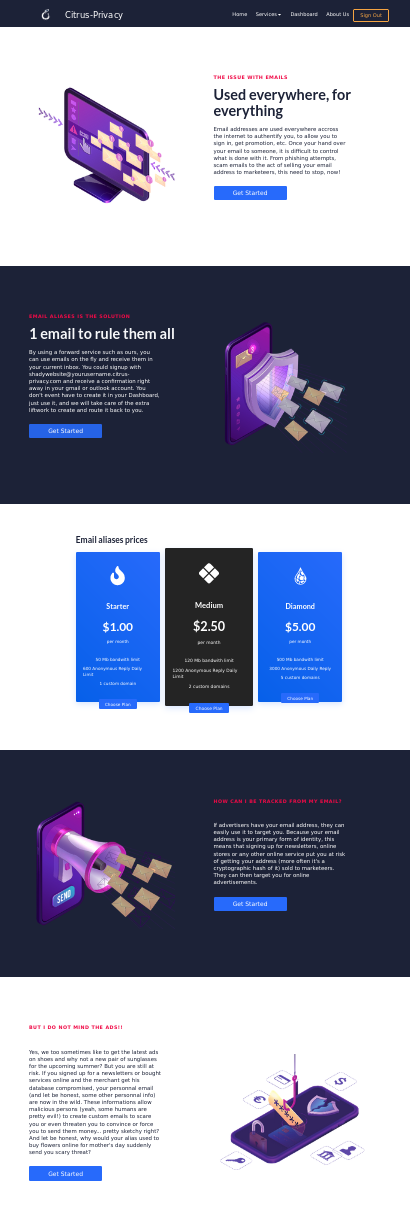 Citrus-Privacy
Home Services Dashboard About Us Sign Out
THE ISSUE WITH EMAILS
Used everywhere, for
everything
Email addresses are used everywhere accross
the internet to authentify you, to allow you to
sign in, get promotion, etc. Once your hand over
your email to someone, it is difficult to control
what is done with it. From phishing attempts,
scam emails to the act of selling your email
address to marketeers, this need to stop, now!
Get Started
EMAIL ALIASES IS THE SOLUTION
1 email to rule them all
By using a forward service such as ours, you
can use emails on the fly and receive them in
your current inbox. You could signup with
shadywebsite@yourusername.citrus-
privacy.com and receive a confirmation right
away in your gmail or outlook account. You
don't event have to create it in your Dashboard,
just use it, and we will take care of the extra
liftwork to create and route it back to you.
Get Started
Email aliases prices
Starter
$1.00
per month
50 Mb bandwith limit
600 Anonymous Reply Daily
Limit
1 custom domain
Choose Plan
Medium
$2.50
per month
120 Mb bandwith limit
1200 Anonymous Reply Daily
Limit
2 custom domains
Choose Plan
Diamond
$5.00
per month
500 Mb bandwith limit
3000 Anonymous Daily Reply
5 custom domains
Choose Plan
HOW CAN I BE TRACKED FROM MY EMAIL?
If advertisers have your email address, they can
easily use it to target you. Because your email
address is your primary form of identity, this
means that signing up for newsletters, online
stores or any other online service put you at risk
of getting your address (more often it's a
cryptographic hash of it) sold to marketeers.
They can then target you for online
advertisements.
Get Started
SEND
BUT I DO NOT MIND THE ADS!!
Yes, we too sometimes like to get the latest ads
on shoes and why not a new pair of sunglasses
for the upcoming summer? But you are still at
risk. If you signed up for a newsletters or bought
services online and the merchant get his
database compromised, your personnal email
(and let be honest, some other personnal info)
are now in the wild. These informations allow
malicious persons (yeah, some humans are
pretty evil!) to create custom emails to scare
you or even threaten you to convince or force
you to send them money... pretty sketchy right?
And let be honest, why would your alias used to
buy flowers online for mother's day suddenly
send you scary threat?
Get Started